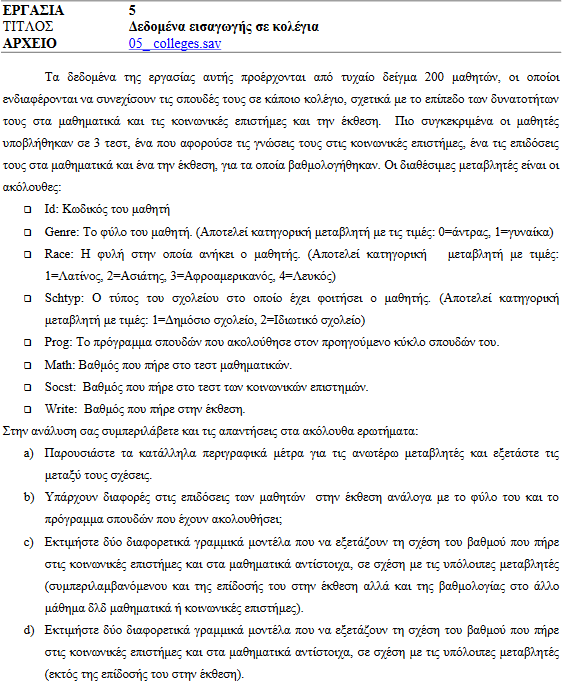 ΕΡΓΑΣΙΑ 5
ΤΙΤΛΟΣ Δεδομένα εισαγωγής σε κολέγια
ΑΡΧΕΙΟ 05_ colleges.sav
Τα δεδομένα της εργασίας αυτής προέρχονται από τυχαίο δείγμα 200 μαθητών, οι οποίοι
ενδιαφέρονται να συνεχίσουν τις σπουδές τους σε κάποιο κολέγιο, σχετικά με το επίπεδο των δυνατοτήτων
τους στα μαθηματικά και τις κοινωνικές επιστήμες και την έκθεση. Πιο συγκεκριμένα οι μαθητές
υποβλήθηκαν σε 3 τεστ, ένα που αφορούσε τις γνώσεις τους στις κοινωνικές επιστήμες, ένα τις επιδόσεις
τους στα μαθηματικά και ένα την έκθεση, για τα οποία βαθμολογήθηκαν. Οι διαθέσιμες μεταβλητές είναι οι
ακόλουθες:
❑ Id: Κωδικός του μαθητή
❑ Genre: Το φύλο του μαθητή. (Αποτελεί κατηγορική μεταβλητή με τις τιμές: 0=άντρας, 1=γυναίκα)
❑ Race: Η φυλή στην οποία ανήκει ο μαθητής. (Αποτελεί κατηγορική μεταβλητή με τιμές:
1=Λατίνος, 2=Ασιάτης, 3=Αφροαμερικανός, 4=Λευκός)
❑ Schtyp: Ο τύπος του σχολείου στο οποίο έχει φοιτήσει ο μαθητής. (Αποτελεί κατηγορική
μεταβλητή με τιμές: 1=Δημόσιο σχολείο, 2=Ιδιωτικό σχολείο)
❑ Prog: Το πρόγραμμα σπουδών που ακολούθησε στον προηγούμενο κύκλο σπουδών του.
❑ Math: Βαθμός που πήρε στο τεστ μαθηματικών.
❑ Socst: Βαθμός που πήρε στο τεστ των κοινωνικών επιστημών.
❑ Write: Βαθμός που πήρε στην έκθεση.
Στην ανάλυση σας συμπεριλάβετε και τις απαντήσεις στα ακόλουθα ερωτήματα:
a) Παρουσιάστε τα κατάλληλα περιγραφικά μέτρα για τις ανωτέρω μεταβλητές και εξετάστε τις
μεταξύ τους σχέσεις.
b) Υπάρχουν διαφορές στις επιδόσεις των μαθητών στην έκθεση ανάλογα με το φύλο του και το
πρόγραμμα σπουδών που έχουν ακολουθήσει;
c) Εκτιμήστε δύο διαφορετικά γραμμικά μοντέλα που να εξετάζουν τη σχέση του βαθμού που πήρε
στις κοινωνικές επιστήμες και στα μαθηματικά αντίστοιχα, σε σχέση με τις υπόλοιπες μεταβλητές
(συμπεριλαμβανόμενου και της επίδοσής του στην έκθεση αλλά και της βαθμολογίας στο άλλο
μάθημα δλδ μαθηματικά ή κοινωνικές επιστήμες).
d) Εκτιμήστε δύο διαφορετικά γραμμικά μοντέλα που να εξετάζουν τη σχέση του βαθμού που πήρε
στις κοινωνικές επιστήμες και στα μαθηματικά αντίστοιχα, σε σχέση με τις υπόλοιπες μεταβλητές
(εκτός της επίδοσής του στην έκθεση).